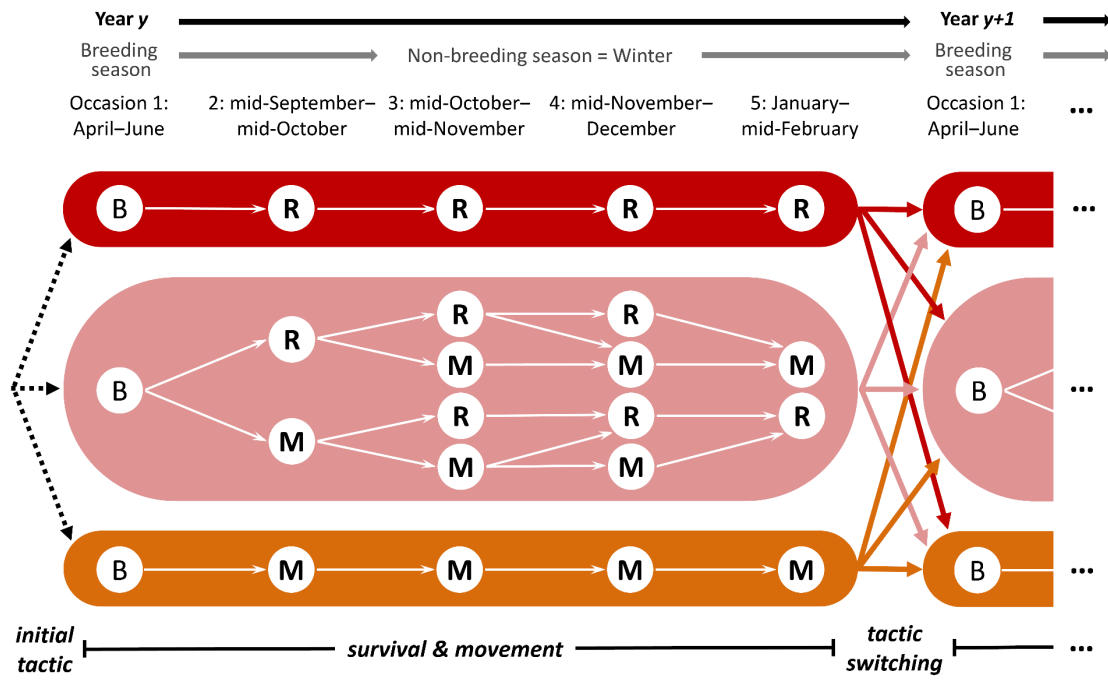 Year y
Year y+1
Breeding
season
Non-breeding season = Winter
Breeding
season
Occasion 1:
April–June
2: mid-September–
mid-October
3: mid-October–
mid-November
4: mid-November–
December
5: January–
mid-February
Occasion 1:
April–June
...
B R R R R B ...
R R
R M M M
B B ...
M R R R
M M
B M M M M B ...
initial
tactic
survival & movement
tactic
switching
...